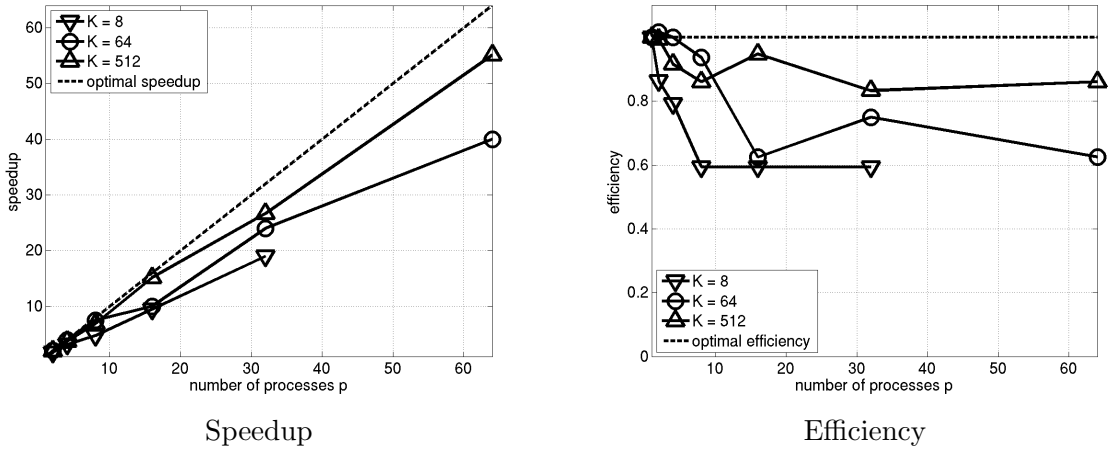 60
50
40
30
20
10
speedup
K = 8
K = 64
K = 512
optimal speedup
10
20
30
40
50
60
number of processes p
Speedup
0.8
0.6
0.4
0.2
0
efficiency
K = 8
K = 64
K = 512
optimal efficiency
10
20
30
40
50
60
number of processes p
Efficiency